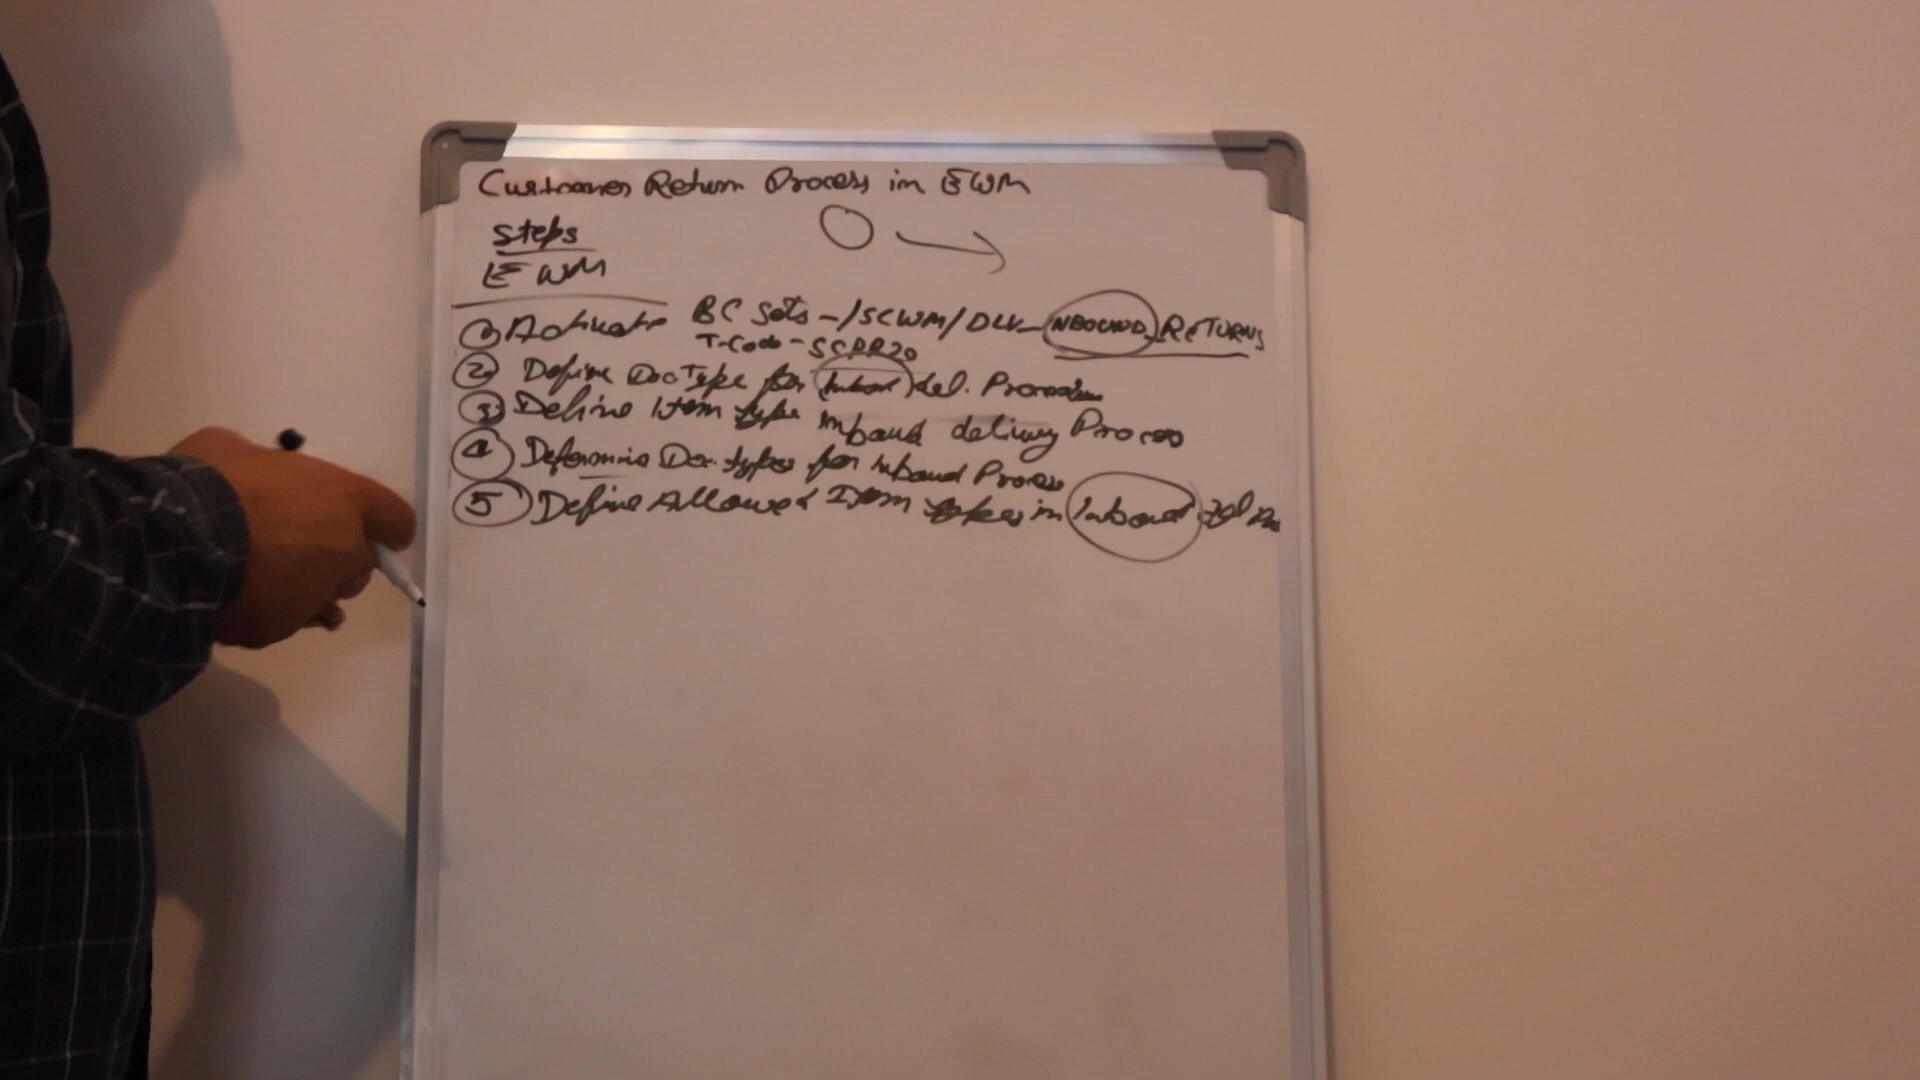 Customer Return Process in EWM
Steps
EWM
1 Activate BC Sets - /SCWM/DLV_INBOUND_RETURNS
T-Code - SCPR20
2 Define Doc Type for (Inbound) del. Process
3 Define Item type Inbound delivery Process
4 Determine Doc. types for Inbound Process
5 Define Allowed Item types in Inbound del